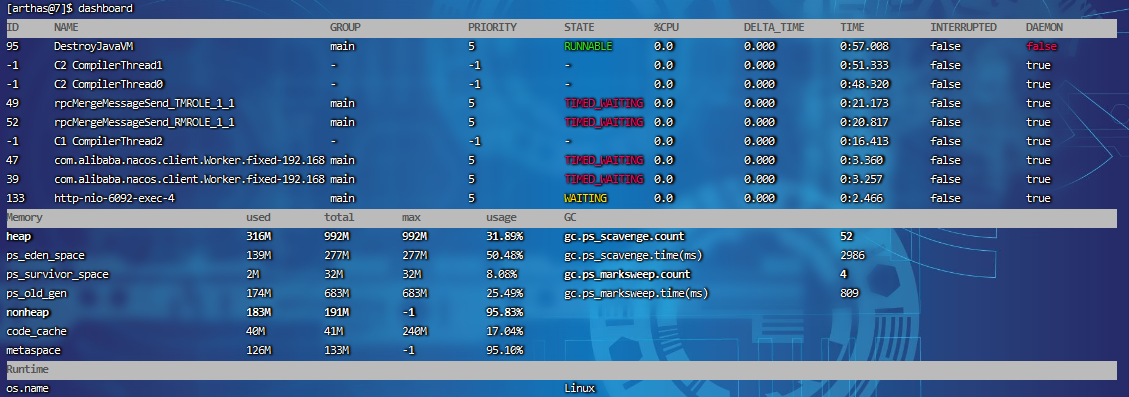 [arthas@7]$ dashboard
ID NAME GROUP PRIORITY STATE %CPU DELTA_TIME TIME INTERRUPTED DAEMON
95 DestroyJavaVM main 5 RUNNABLE 0.0 0.000 0:57.008 false false
-1 C2 CompilerThread1 - -1 - 0.0 0.000 0:51.333 false true
-1 C2 CompilerThread0 - -1 - 0.0 0.000 0:48.320 false true
49 rpcMergeMessageSend_TMROLE_1_1 main 5 TIMED_WAITING 0.0 0.000 0:21.173 false true
52 rpcMergeMessageSend_RMROLE_1_1 main 5 TIMED_WAITING 0.0 0.000 0:20.817 false true
-1 C1 CompilerThread2 - -1 - 0.0 0.000 0:16.413 false true
47 com.alibaba.nacos.client.Worker.fixed-192.168 main 5 TIMED_WAITING 0.0 0.000 0:3.360 false true
39 com.alibaba.nacos.client.Worker.fixed-192.168 main 5 TIMED_WAITING 0.0 0.000 0:3.257 false true
133 http-nio-6092-exec-4 main 5 WAITING 0.0 0.000 0:2.466 false true
Memory used total max usage GC
heap 316M 992M 992M 31.89% gc.ps_scavenge.count 52
ps_eden_space 139M 277M 277M 50.48% gc.ps_scavenge.time(ms) 2986
ps_survivor_space 2M 32M 32M 8.08% gc.ps_marksweep.count 4
ps_old_gen 174M 683M 683M 25.49% gc.ps_marksweep.time(ms) 809
nonheap 183M 191M -1 95.83%
code_cache 40M 41M 240M 17.04%
metaspace 126M 133M -1 95.10%
Runtime
os.name Linux